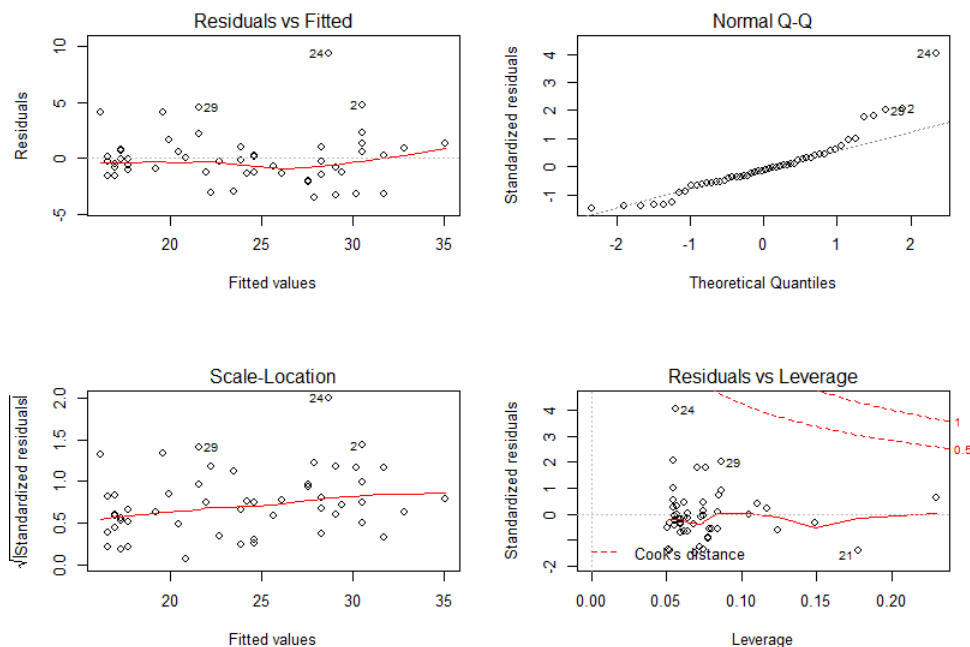 Residuals vs Fitted
Residuals
10
5
0
-5
24
29
2
20 25 30 35
Fitted values
Normal Q-Q
Standardized residuals
4
3
2
1
0
-1
24
29 2
-2 -1 0 1 2
Theoretical Quantiles
Scale-Location
√|Standardized residuals|
2.0
1.5
1.0
0.5
0.0
24
29
2
20 25 30 35
Fitted values
Residuals vs Leverage
Standardized residuals
4
3
2
1
0
-2
24
29
21
1
0.5
Cook's distance
0.00 0.05 0.10 0.15 0.20
Leverage